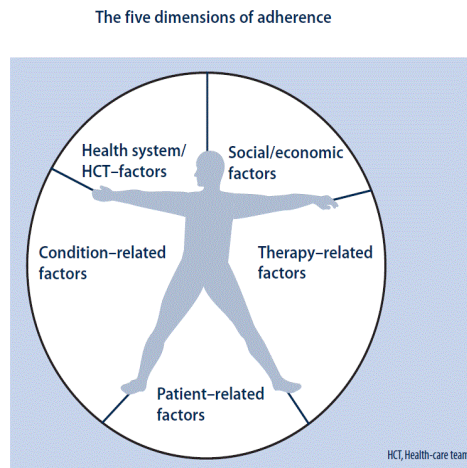 The five dimensions of adherence
Health system/
HCT–factors
Social/economic
factors
Condition–related
factors
Therapy–related
factors
Patient–related
factors
HCT, Health-care team